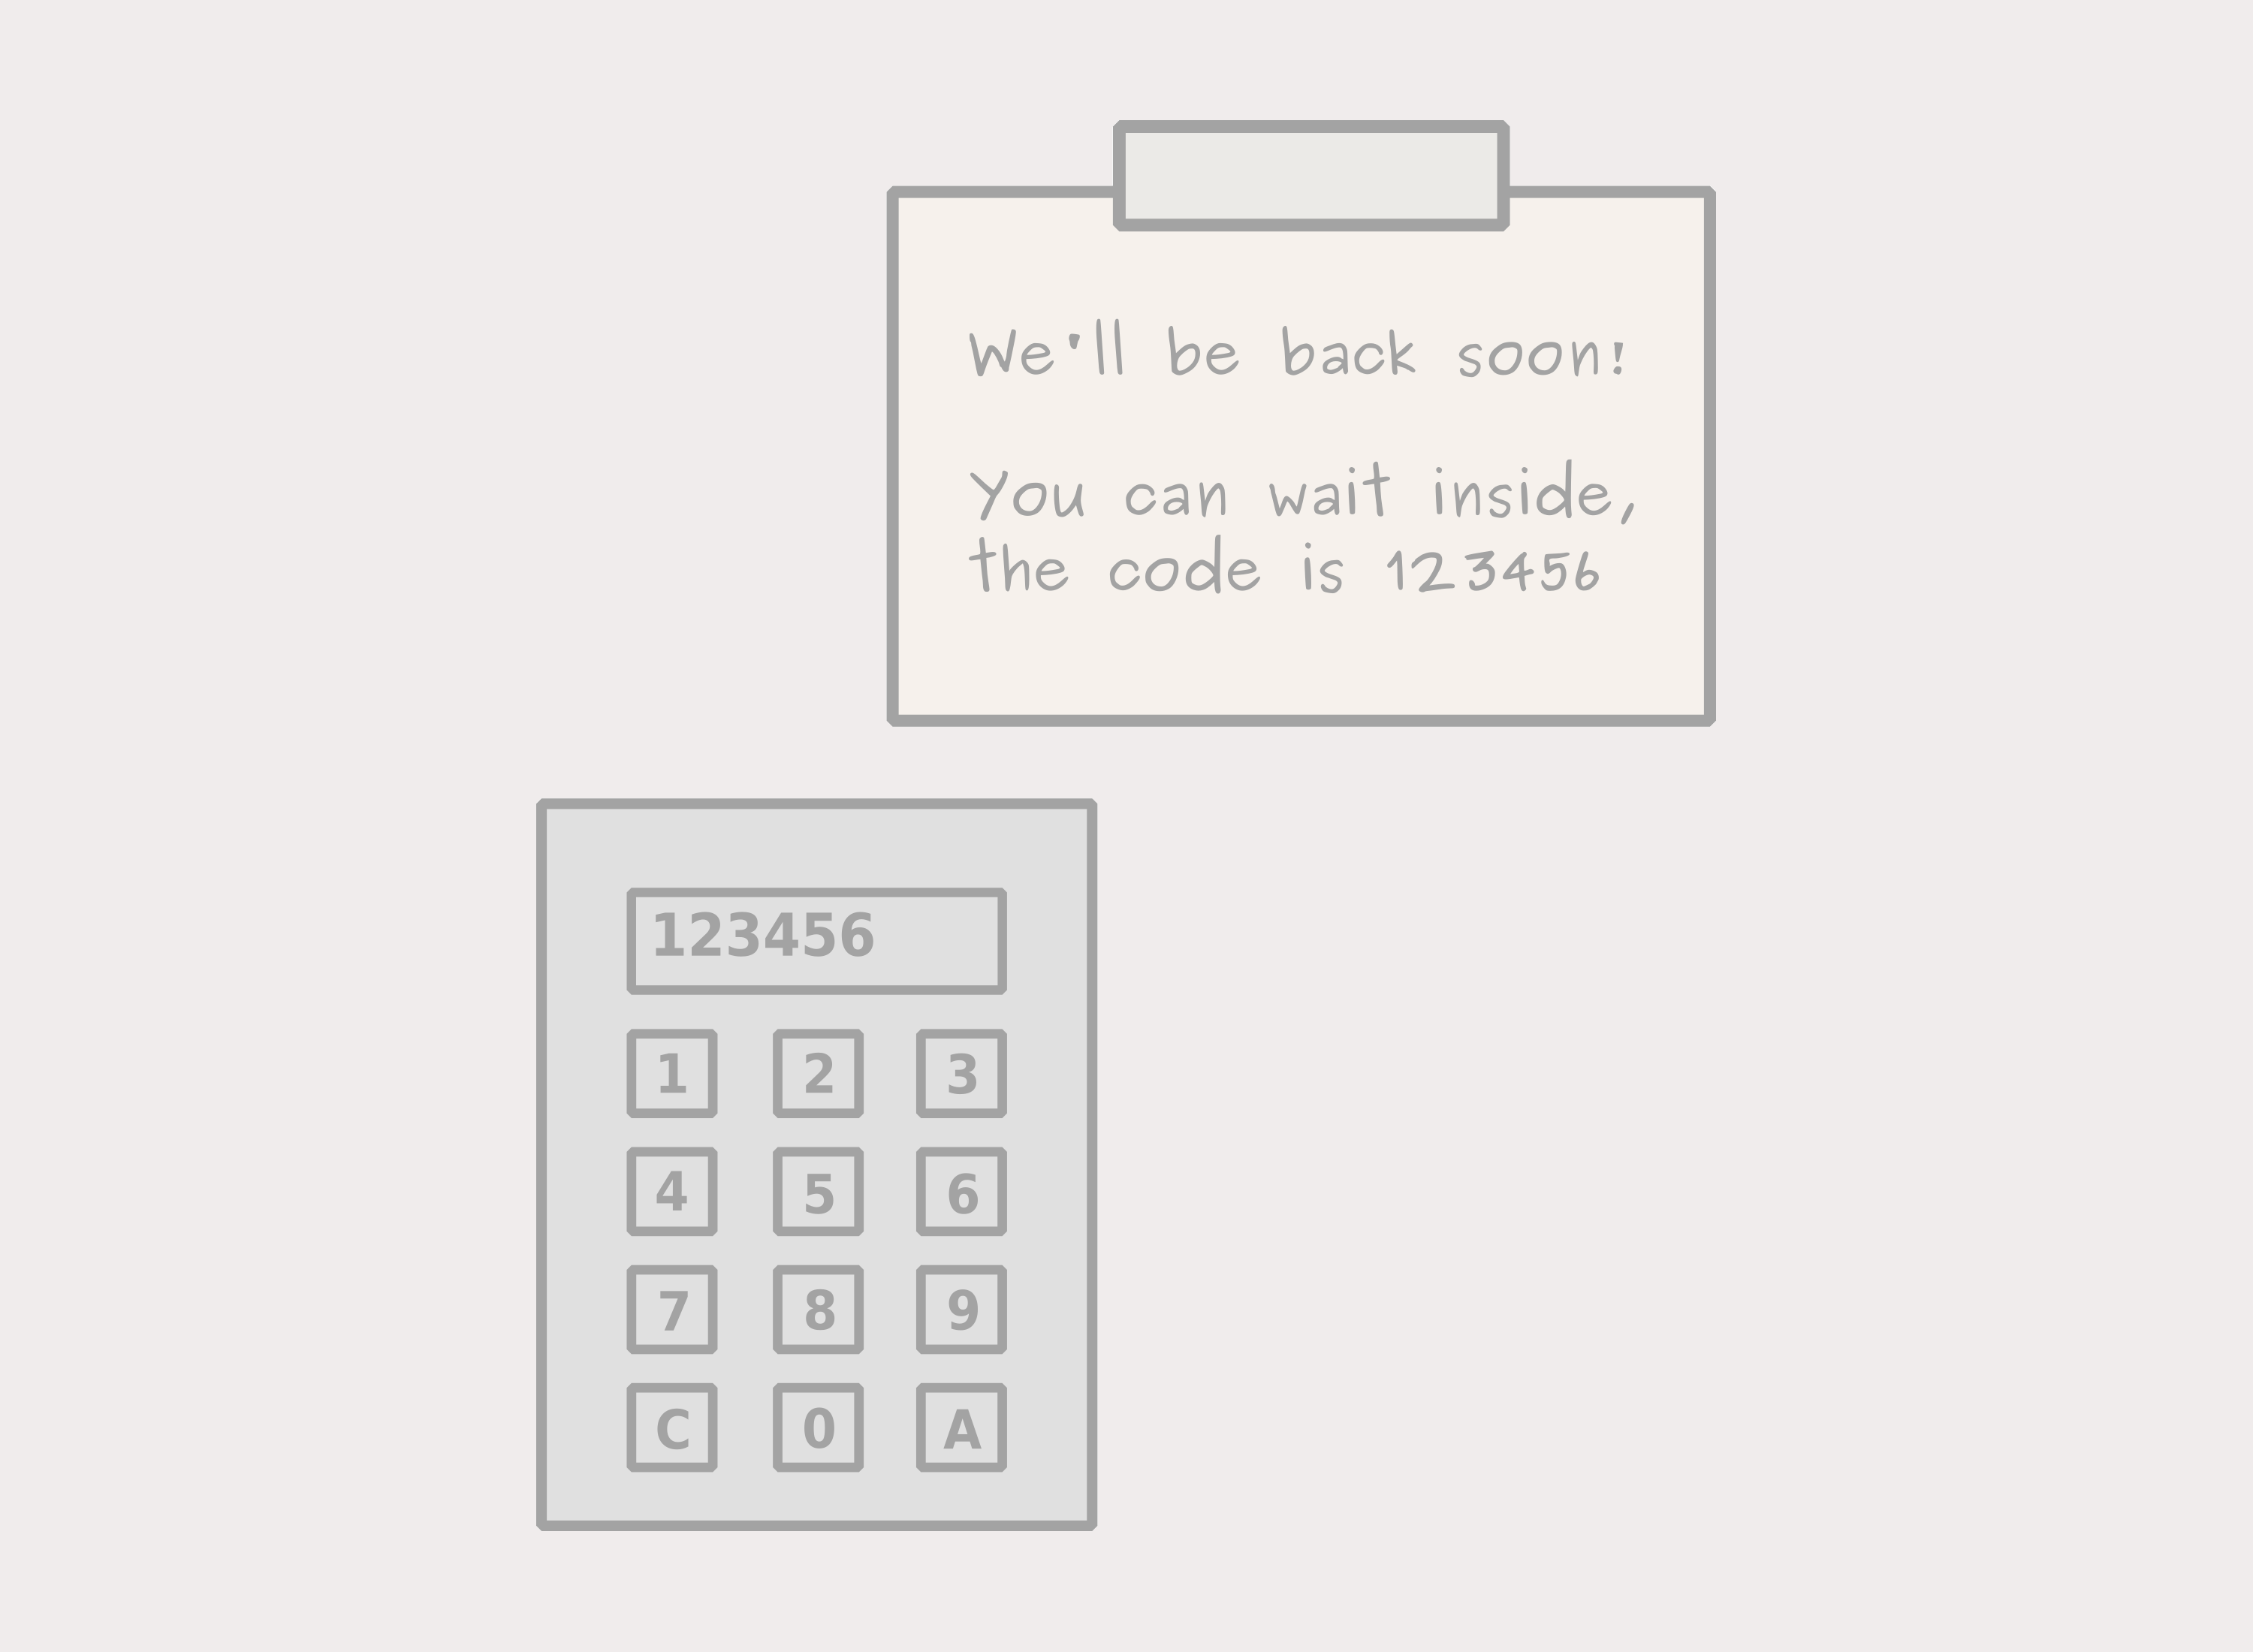 We'll be back soon!
You can wait inside,
the code is 123456
123456
1 2 3
4 5 6
7 8 9
C 0 A